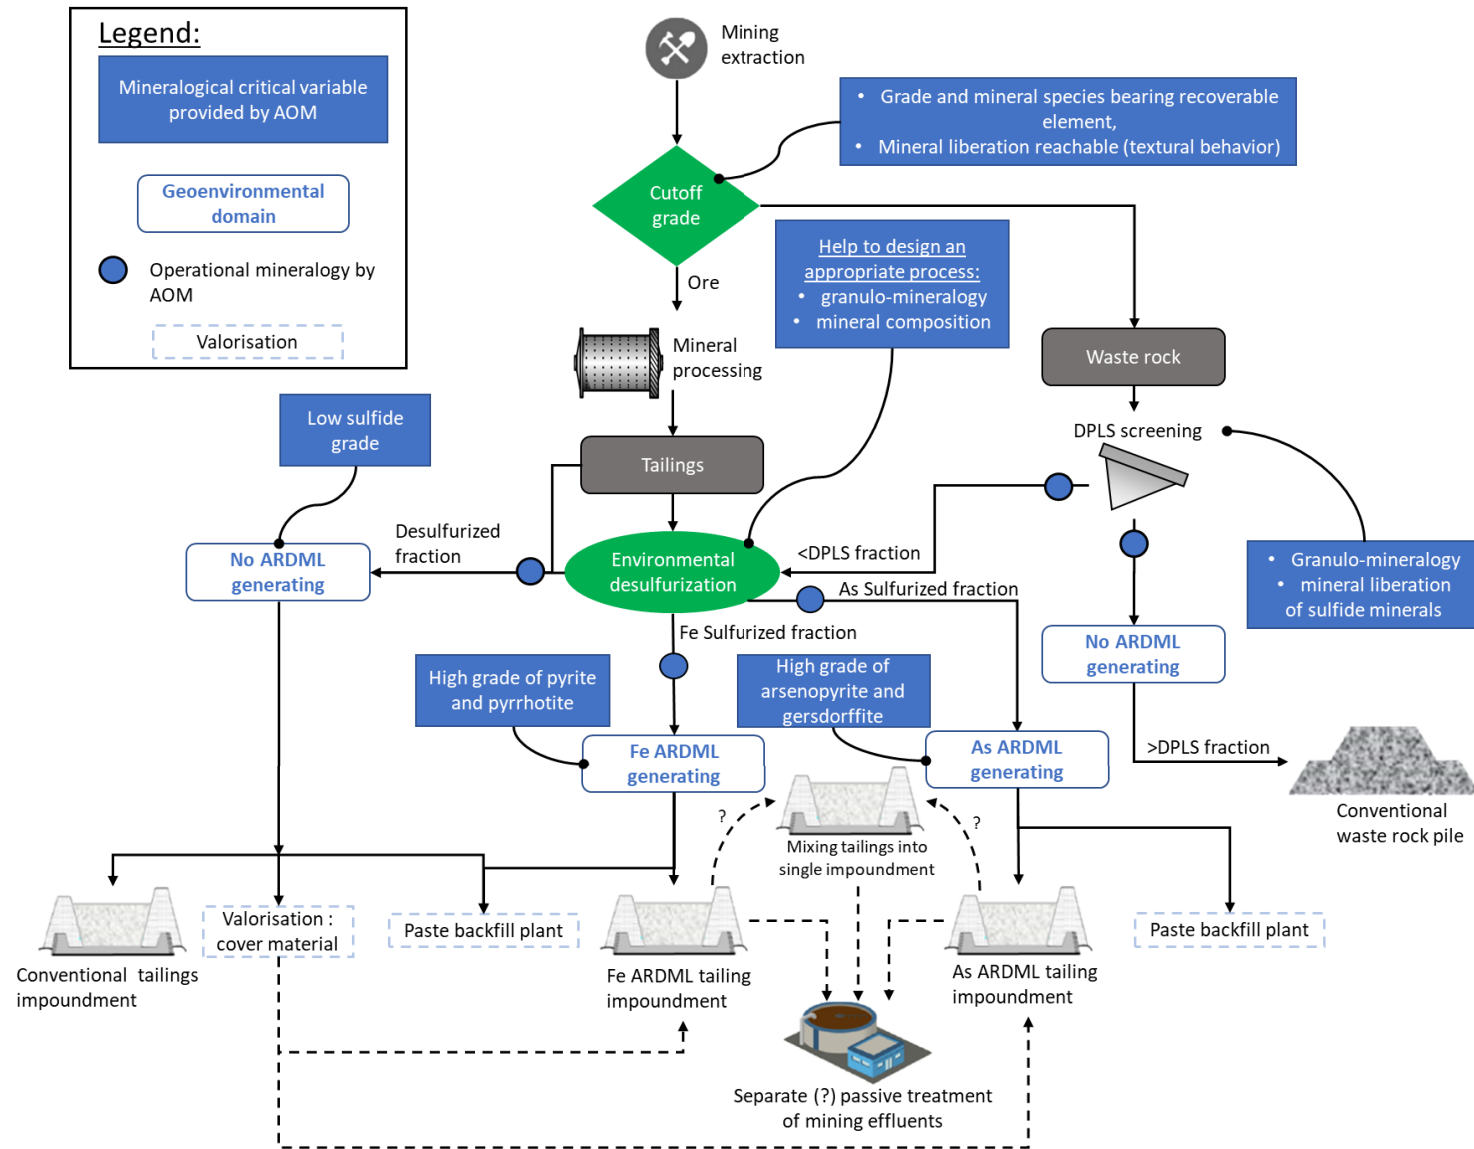 Legend:
Mineralogical critical variable
provided by AOM
Geoenvironmental
domain
Operational mineralogy by
AOM
Valorisation
Mining
extraction
• Grade and mineral species bearing recoverable
element,
• Mineral liberation reachable (textural behavior)
Cutoff
grade
Ore
Help to design an
appropriate process:
• granulo-mineralogy
• mineral composition
Mineral
processing
Waste rock
Low sulfide
grade
DPLS screening
Tailings
Desulfurized
fraction
No ARDML
generating
Environmental
desulfurization
<DPLS fraction
As Sulfurized fraction
• Granulo-mineralogy
• mineral liberation
of sulfide minerals
Fe Sulfurized fraction
No ARDML
generating
High grade of pyrite
and pyrrhotite
High grade of
arsenopyrite and
gersdorffite
Fe ARDML
generating
As ARDML
generating
>DPLS fraction
Conventional
waste rock pile
?
?
Mixing tailings into
single impoundment
Valorisation :
cover material
Paste backfill plant
Paste backfill plant
Conventional tailings
impoundment
Fe ARDML tailing
impoundment
As ARDML tailing
impoundment
Separate (?) passive treatment
of mining effluents